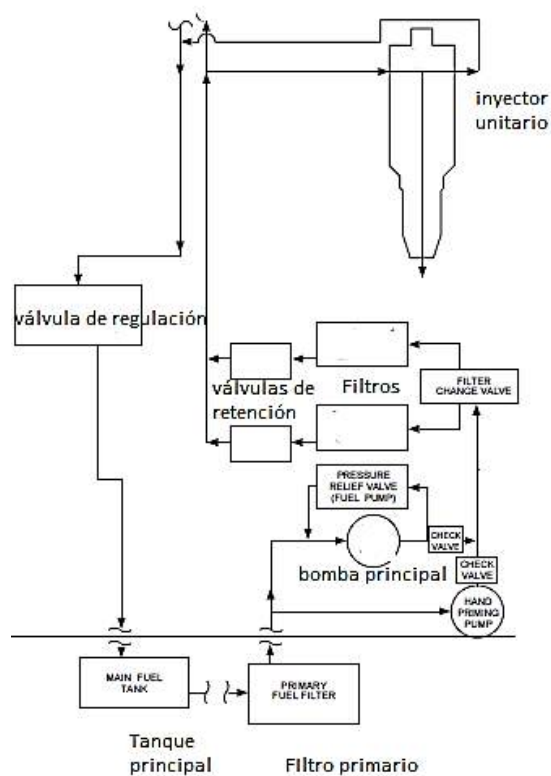 inyector
unitario
válvula de regulación
válvulas de
retención
Filtros
FILTER
CHANGE VALVE
PRESSURE
RELIEF VALVE
(FUEL PUMP)
CHECK
VALVE
bomba principal
CHECK
VALVE
HAND
PRIMING
PUMP
MAIN FUEL
TANK
PRIMARY
FUEL FILTER
Tanque
principal
FIltro primario